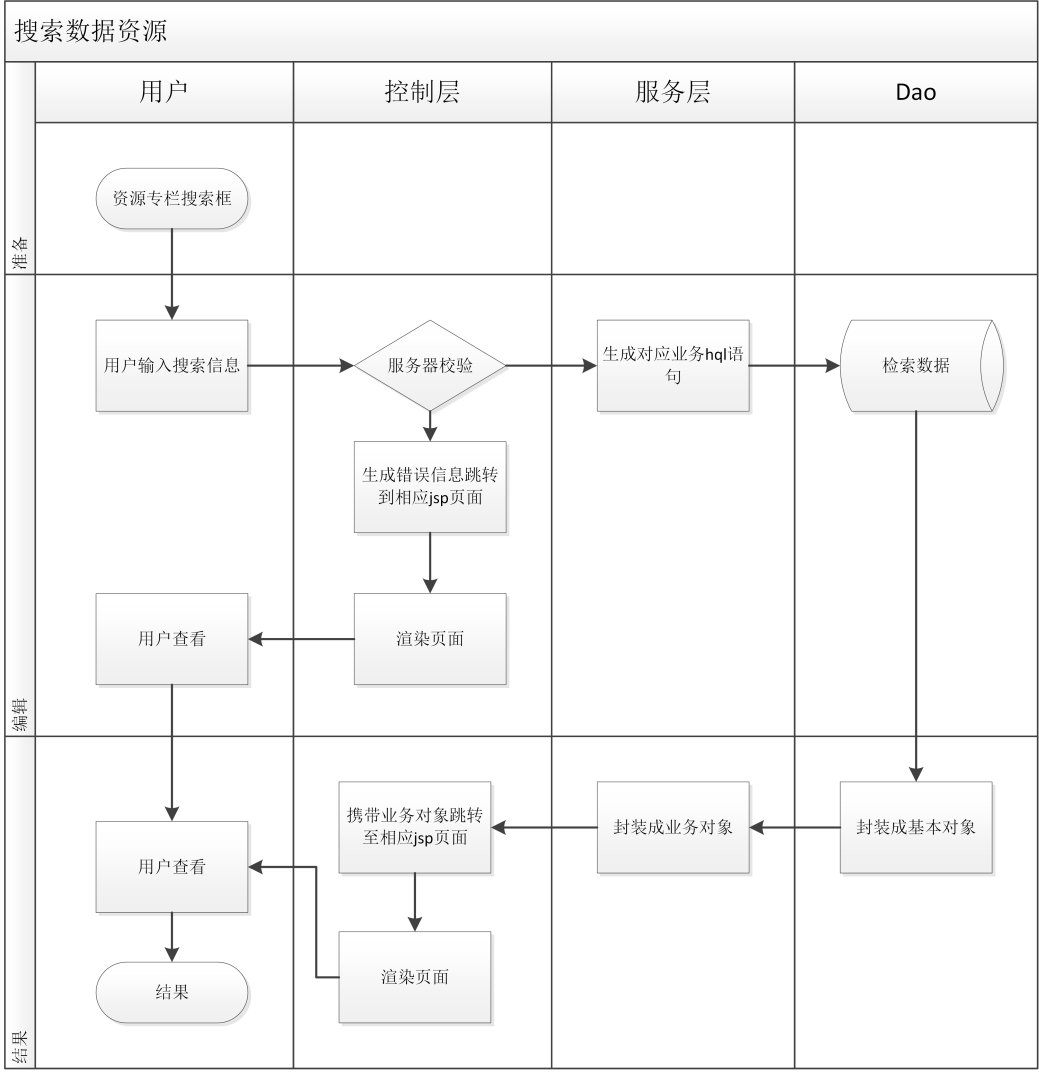 搜索数据资源
用户
控制层
服务层
Dao
准备
资源专栏搜索框
编辑
用户输入搜索信息
服务器校验
生成对应业务hql语
句
检索数据
生成错误信息跳转
到相应jsp页面
用户查看
渲染页面
结果
用户查看
携带业务对象跳转
至相应jsp页面
封装成业务对象
封装成基本对象
渲染页面
结果